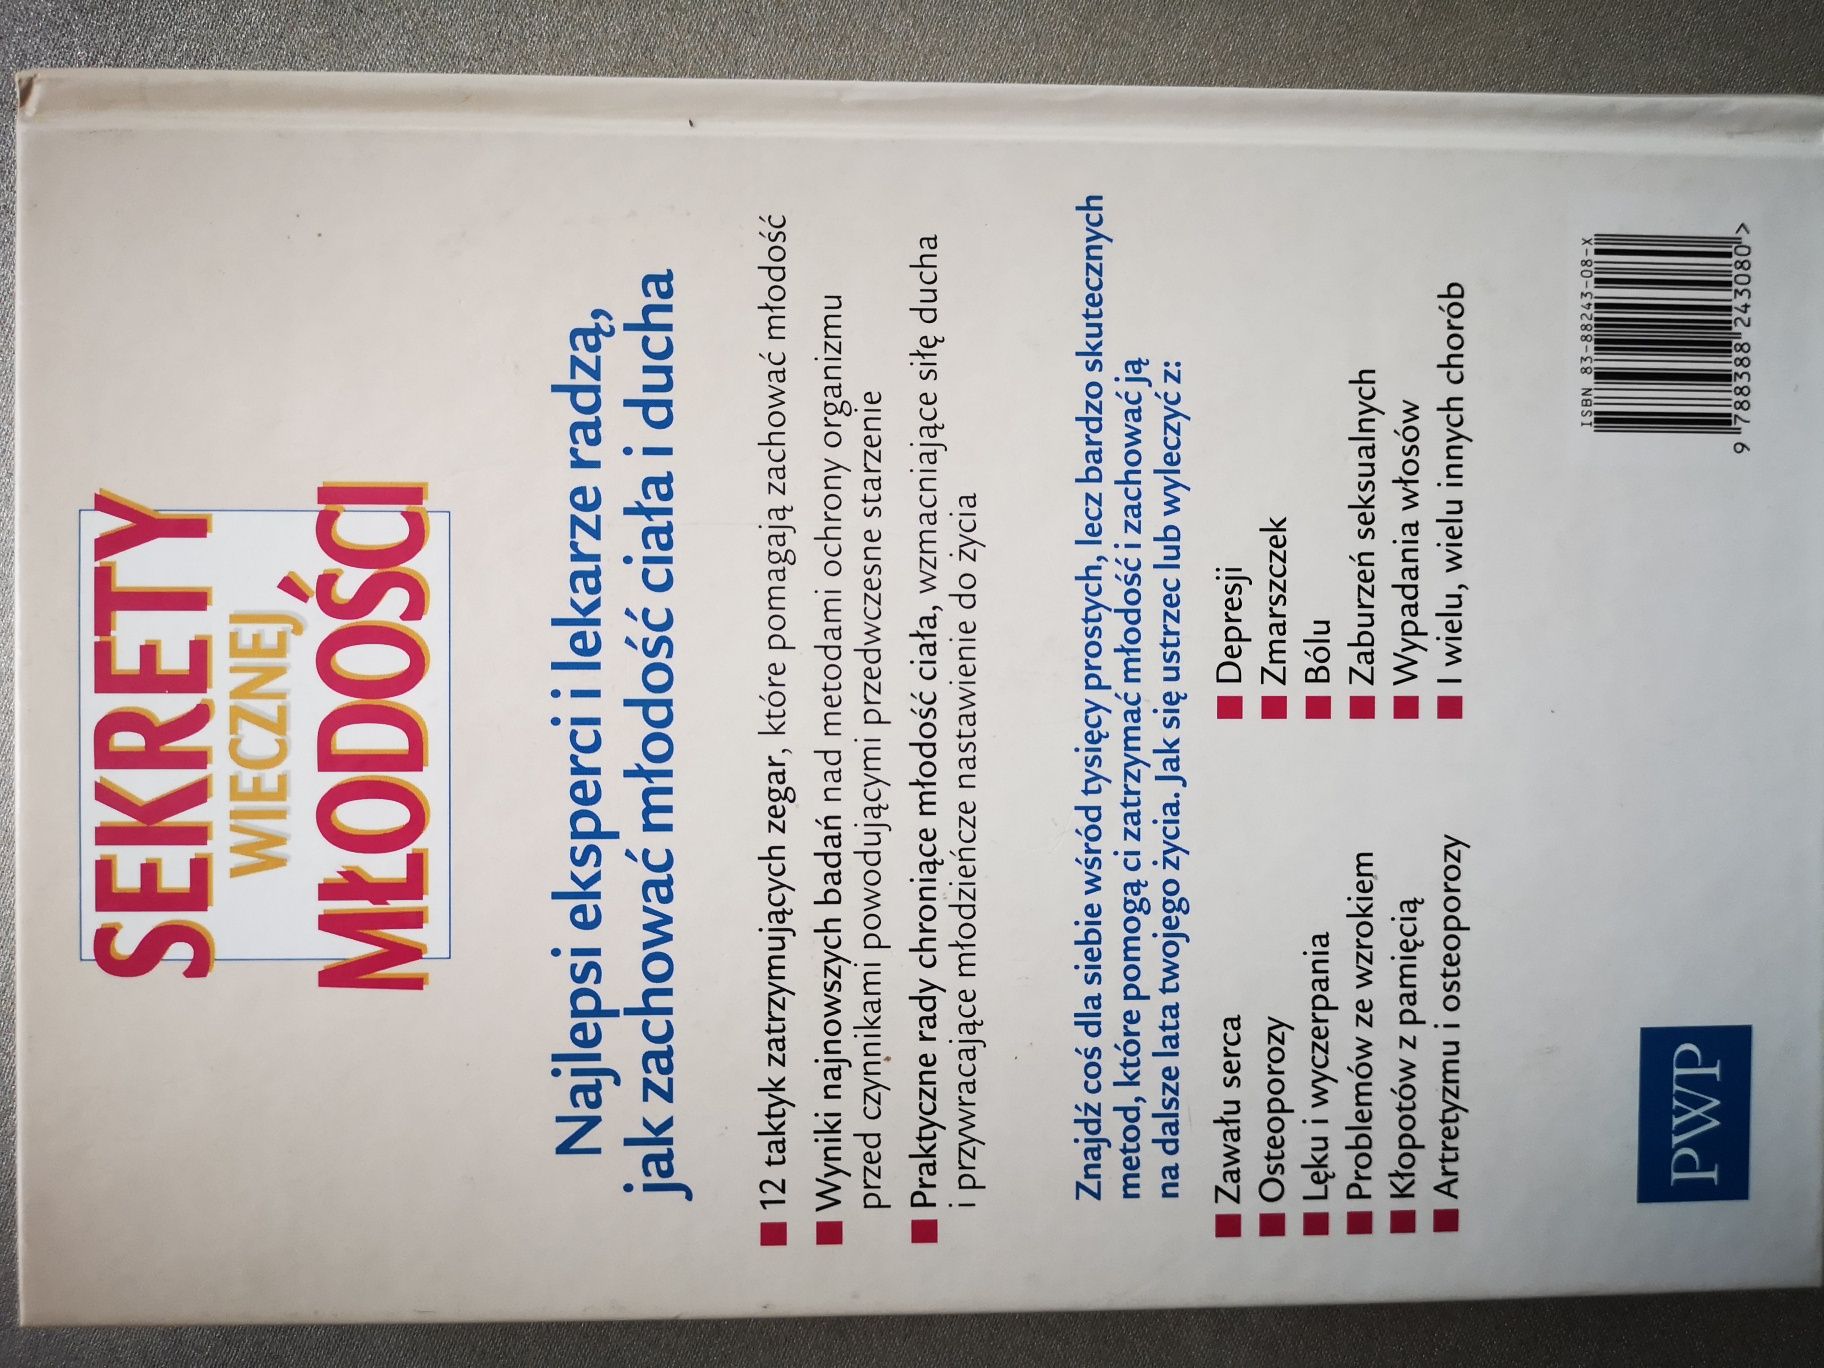 SEKRETY
WIECZNEJ
MŁODOŚCI
Najlepsi eksperci i lekarze radzą,
jak zachować młodość ciała i ducha
■ 12 taktyk zatrzymujących zegar, które pomagają zachować młodość
■ Wyniki najnowszych badań nad metodami ochrony organizmu
przed czynnikami powodującymi przedwczesne starzenie
■ Praktyczne rady chroniące młodość ciała, wzmacniające siłę ducha
i przywracające młodzieńcze nastawienie do życia
Znajdź coś dla siebie wśród tysięcy prostych, lecz bardzo skutecznych
metod, które pomogą ci zatrzymać młodość i zachować ją
na dalsze lata twojego życia. Jak się ustrzec lub wyleczyć z:
■ Zawału serca
■ Osteoporozy
■ Lęku i wyczerpania
■ Problemów ze wzrokiem
■ Kłopotów z pamięcią
■ Artretyzmu i osteoporozy
■ Depresji
■ Zmarszczek
■ Bólu
■ Zaburzeń seksualnych
■ Wypadania włosów
■ I wielu, wielu innych chorób
PWP
ISBN 83-88243-08-X
9 788388 243080 >